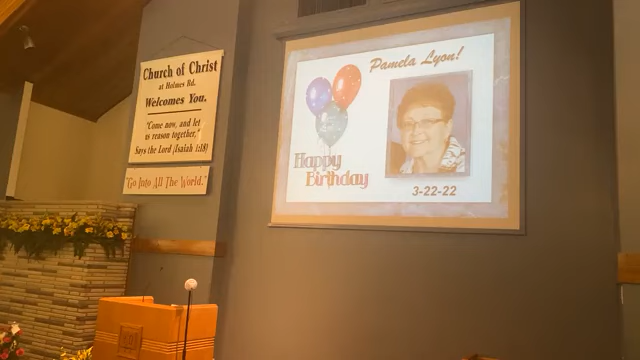 Church of Christ
at Holmes Rd.
Welcomes You.
"Come now, and let
us reason together,"
Says the Lord (Isaiah 1:18)
"Go Into All The World."
Pamela Lyon!
Happy
Birthday
3-22-22